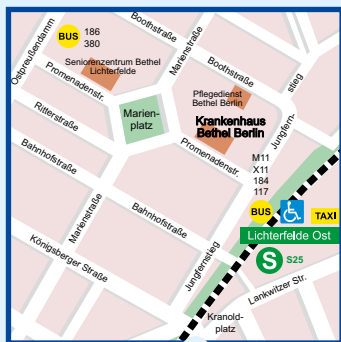 Ostpreußendamm
BUS
186
380
Boothstraße
Marienstraße
Seniorenzentrum Bethel
Lichterfelde
Promenadenstr.
Boothstraße
Ritterstraße
Marien-
platz
Pflegedienst
Bethel Berlin
Jungfern-
stieg
Krankenhaus
Bethel Berlin
Bahnhofstraße
Promenadenstr.
M11
X11
184
117
Marienstraße
Bahnhofstraße
BUS
TAXI
Lichterfelde Ost
Königsberger Straße
Jungfernstieg
S
S25
Lankwitzer Str.
Kranold-
platz